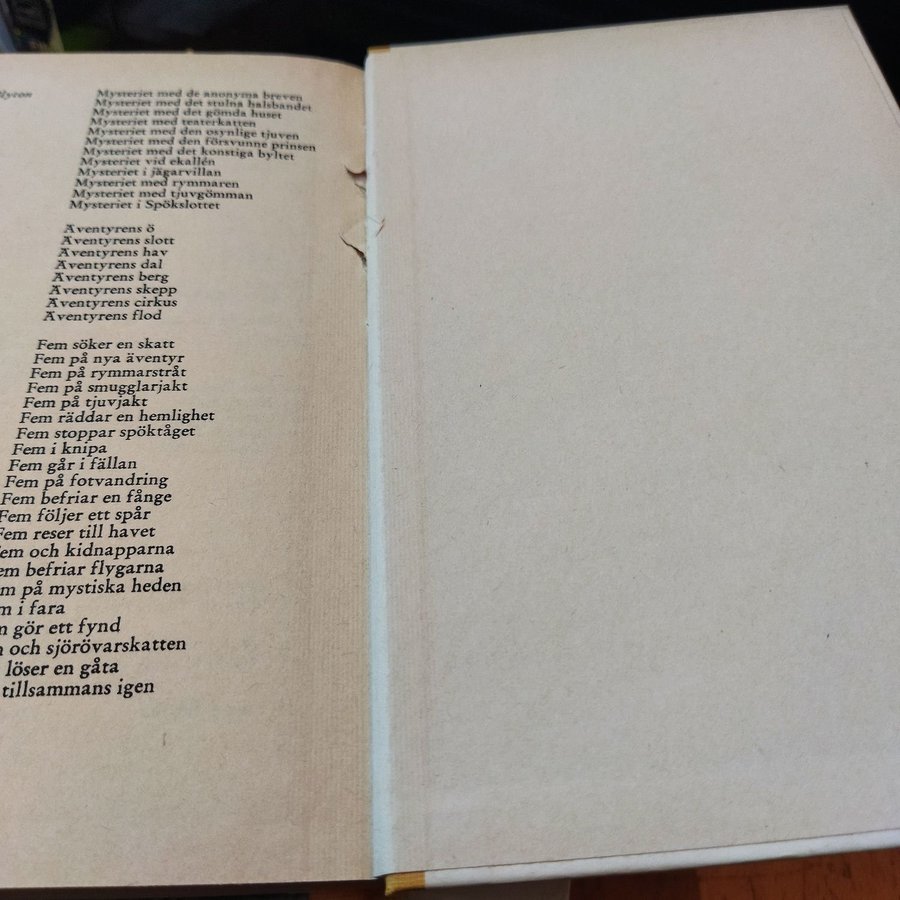 lyton
Mysteriet med de anonyma breven
Mysteriet med det stulna halsbandet
Mysteriet med det gömda huset
Mysteriet med teaterkatten
Mysteriet med den osynlige tjuven
Mysteriet med den försvunne prinsen
Mysteriet med det konstiga byltet
Mysteriet vid ekallén
Mysteriet i jägarvillan
Mysteriet med rymmaren
Mysteriet med tjuvgömman
Mysteriet i Spökslottet
Äventyrens ö
Äventyrens slott
Äventyrens hav
Äventyrens dal
Äventyrens berg
Äventyrens skepp
Äventyrens cirkus
Äventyrens flod
Fem söker en skatt
Fem på nya äventyr
Fem på rymmarstråt
Fem på smugglarjakt
Fem på tjuvjakt
Fem räddar en hemlighet
Fem stoppar spöktåget
Fem i knipa
Fem går i fällan
Fem på fotvandring
Fem befriar en fånge
Fem följer ett spår
Fem reser till havet
em och kidnapparna
em befriar flygarna
m på mystiska heden
m i fara
n gör ett fynd
n och sjörövarskatten
löser en gåta
tillsammans igen